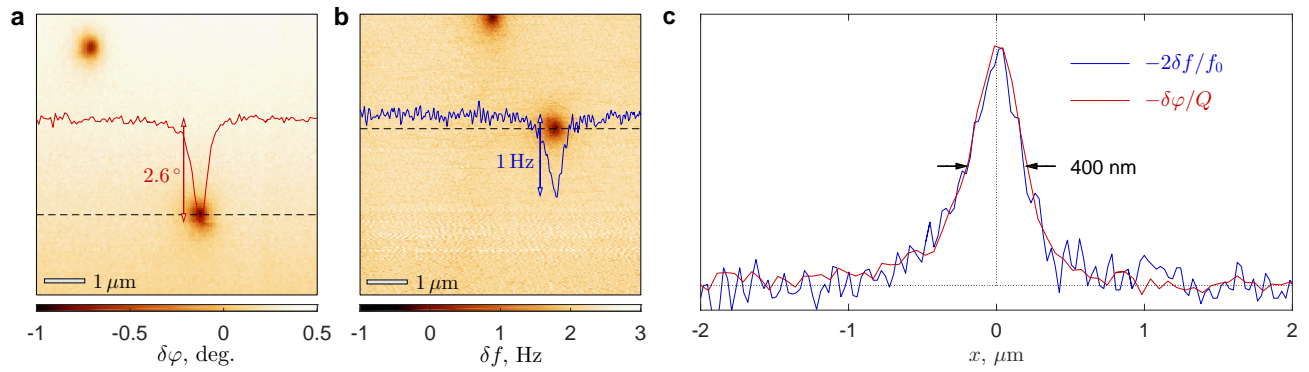 a
2.6°
1 μm
-1 -0.5 0 0.5
δφ, deg.
b
1 Hz
1 μm
-1 0 1 2 3
δf, Hz
c
−2δf/f₀
−δφ/Q
400 nm
-2 -1 0 1 2
x, μm